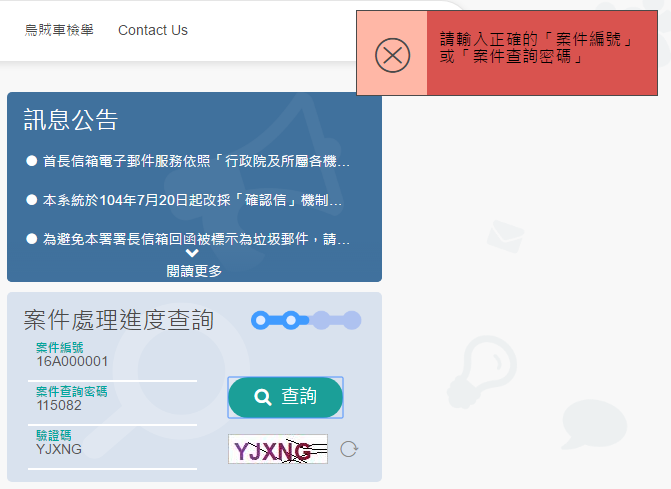 烏賊車檢舉 Contact Us
請輸入正確的「案件編號」
或「案件查詢密碼」
訊息公告
首長信箱電子郵件服務依照「行政院及所屬各機...
本系統於104年7月20日起改採「確認信」機制...
為避免本署署長信箱回函被標示為垃圾郵件，請...
閱讀更多
案件處理進度查詢
案件編號
16A000001
案件查詢密碼
115082
查詢
驗證碼
YJXNG
YJXNG